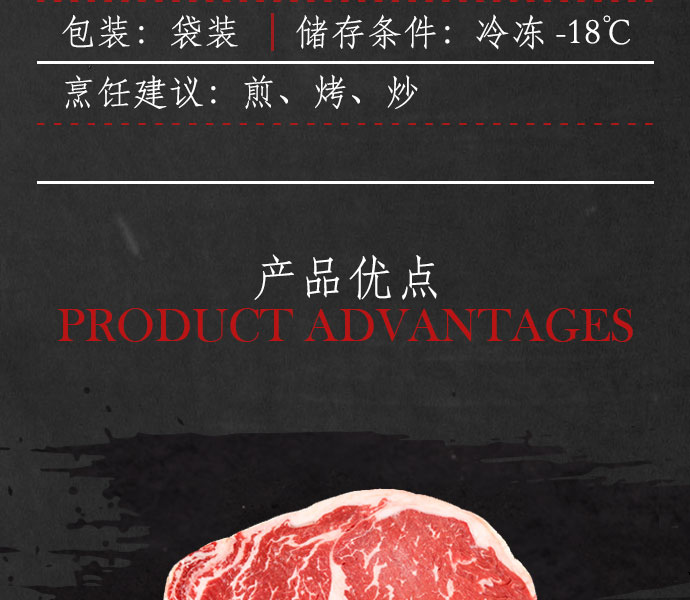 包装：袋装 | 储存条件：冷冻 -18℃
烹饪建议：煎、烤、炒
产品优点
PRODUCT ADVANTAGES